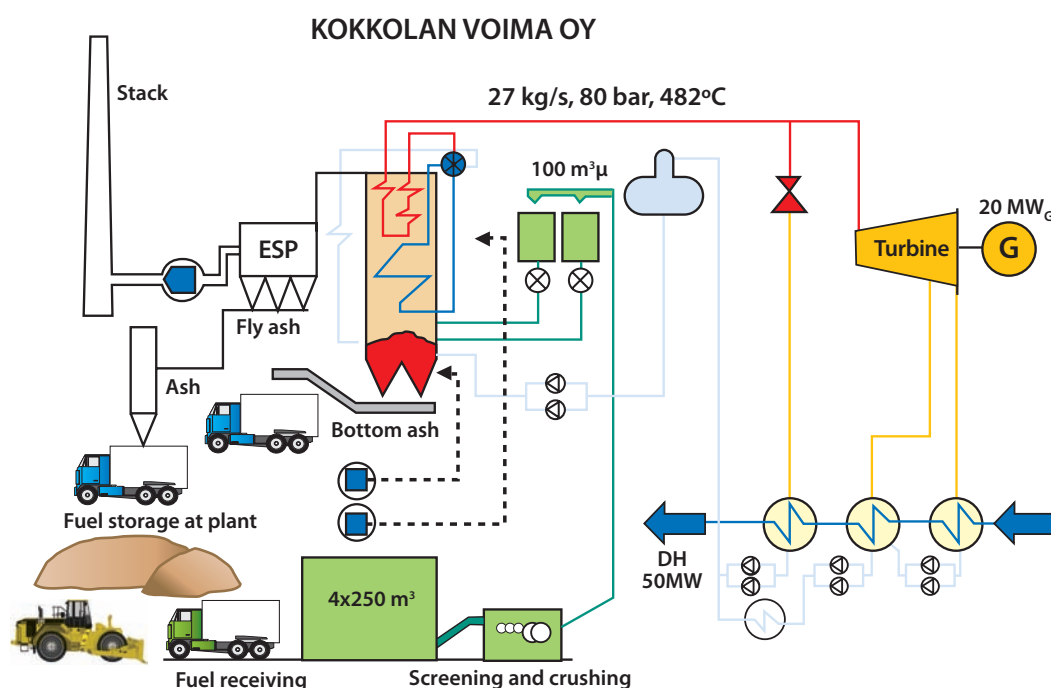 KOKKOLAN VOIMA OY
Stack
27 kg/s, 80 bar, 482ºC
100 m³μ
20 MWG
ESP
Turbine
G
Fly ash
Ash
Bottom ash
Fuel storage at plant
DH
50MW
4x250 m³
Fuel receiving
Screening and crushing